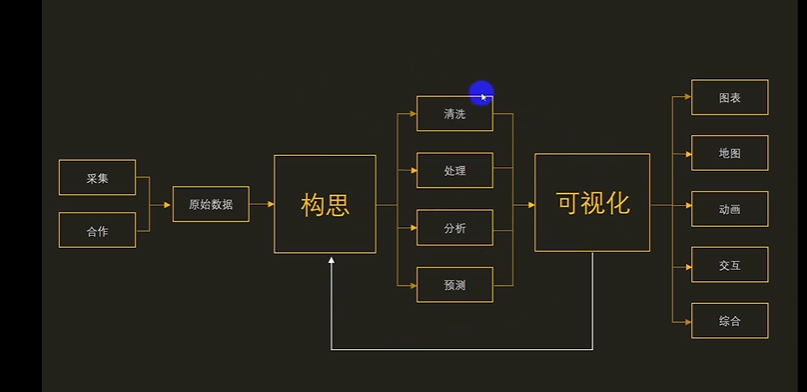 采集
合作
原始数据
构思
清洗
处理
分析
预测
可视化
图表
地图
动画
交互
综合